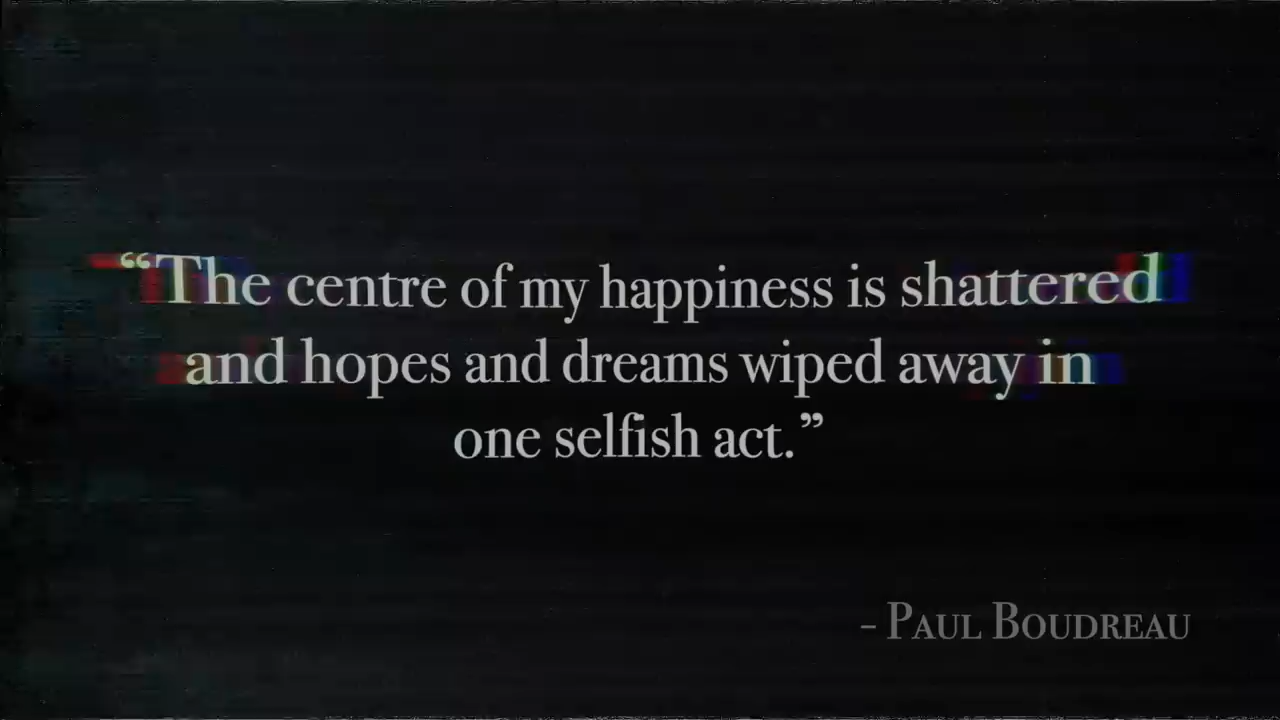 “The centre of my happiness is shattered
and hopes and dreams wiped away in
one selfish act.”
– Paul Boudreau